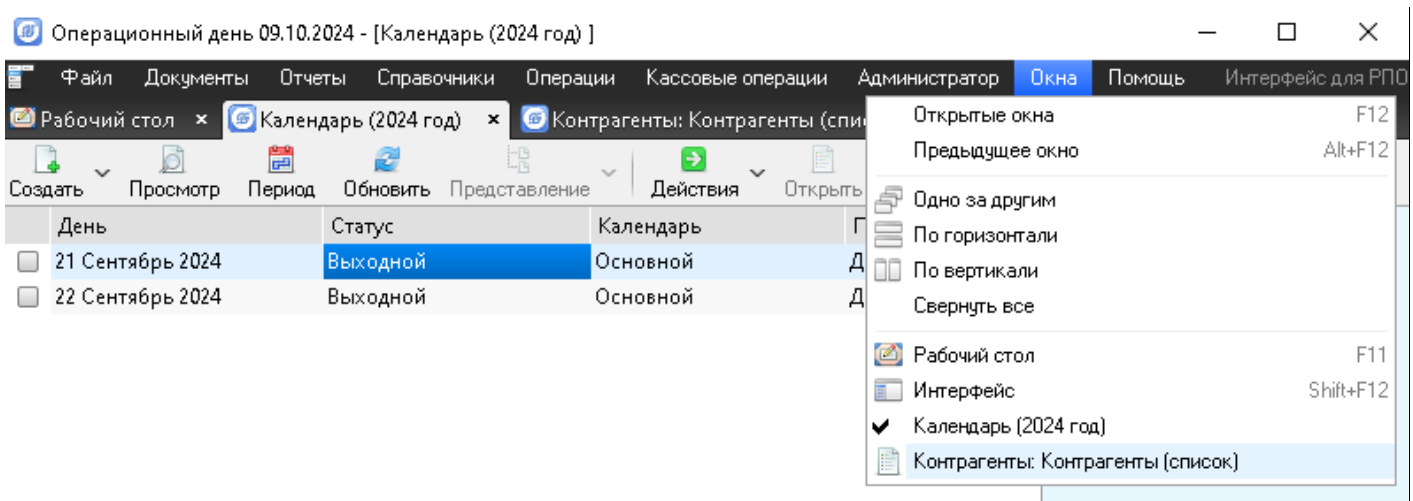 Операционный день 09.10.2024 - [Календарь (2024 год) ]
Файл Документы Отчеты Справочники Операции Кассовые операции Администратор Окна Помощь Интерфейс для РПО
Рабочий стол × Календарь (2024 год) × Контрагенты: Контрагенты
Создать Просмотр Период Обновить Представление Действия Открыть
День Статус Календарь
21 Сентябрь 2024 Выходной Основной
22 Сентябрь 2024 Выходной Основной
Открытые окна F12
Предыдущее окно Alt+F12
Одно за другим
По горизонтали
По вертикали
Свернуть все
Рабочий стол F11
Интерфейс Shift+F12
Календарь (2024 год)
Контрагенты: Контрагенты (список)